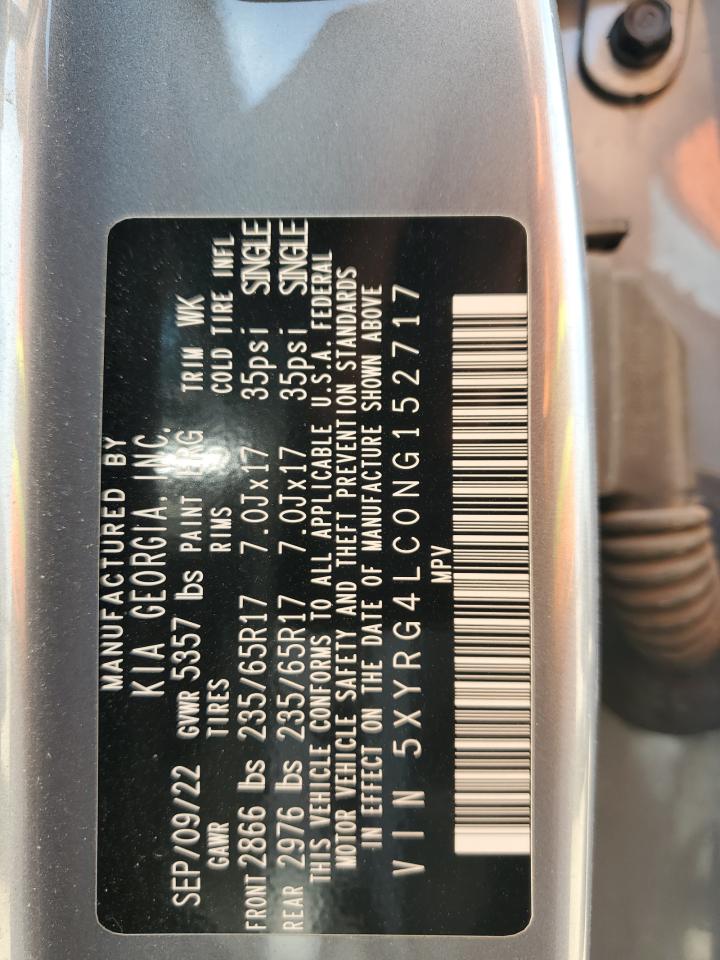 MANUFACTURED BY
KIA GEORGIA, INC.
SEP/09/22 GVWR 5357 lbs PAINT ERG TRIM WK
GAWR TIRES RIMS COLD TIRE INFL
FRONT 2866 lbs 235/65R17 7.0Jx17 35psi SINGLE
REAR 2976 lbs 235/65R17 7.0Jx17 35psi SINGLE
THIS VEHICLE CONFORMS TO ALL APPLICABLE U.S.A. FEDERAL
MOTOR VEHICLE SAFETY AND THEFT PREVENTION STANDARDS
IN EFFECT ON THE DATE OF MANUFACTURE SHOWN ABOVE
VIN 5XYRG4LC0NG152717
MPV